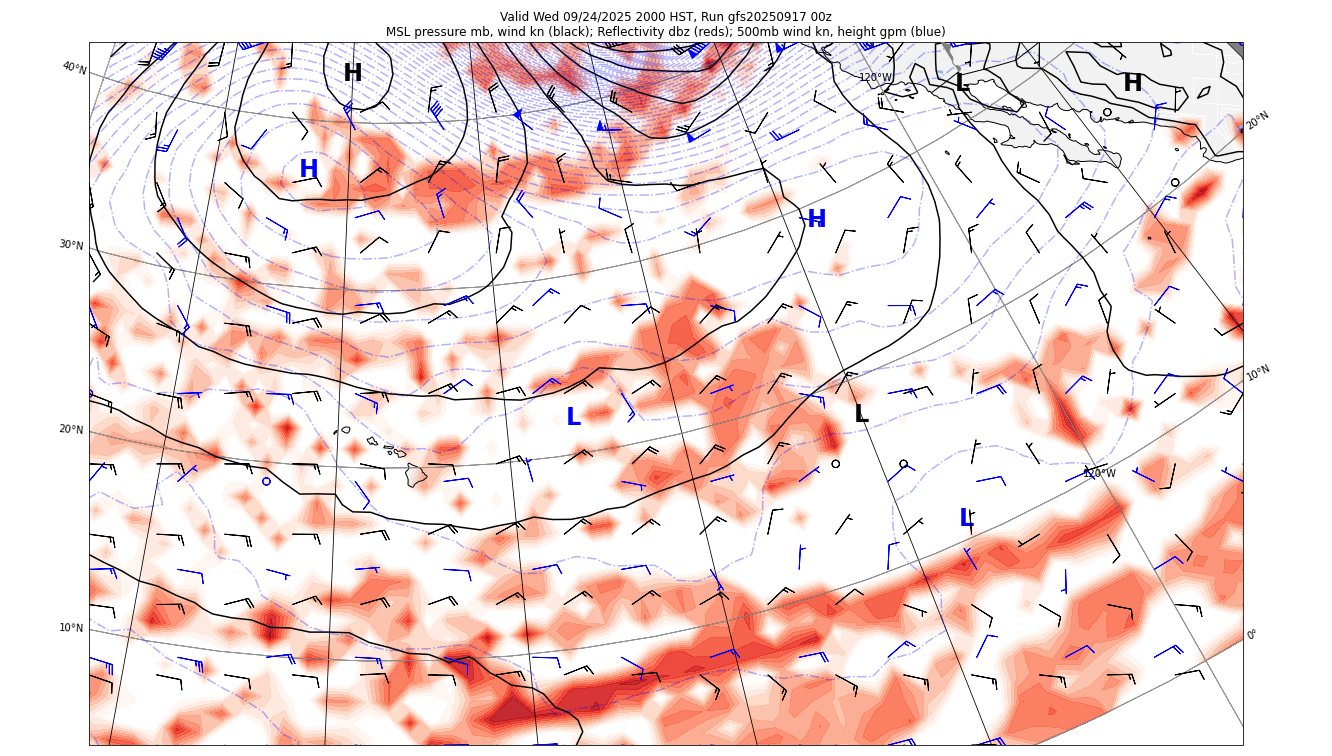 Valid Wed 09/24/2025 2000 HST, Run gfs20250917 00z
MSL pressure mb, wind kn (black); Reflectivity dbz (reds); 500mb wind kn, height gpm (blue)
40°N
H
120°W
L
H
20°N
H
H
30°N
10°N
L
L
20°N
120°W
L
10°N
0°